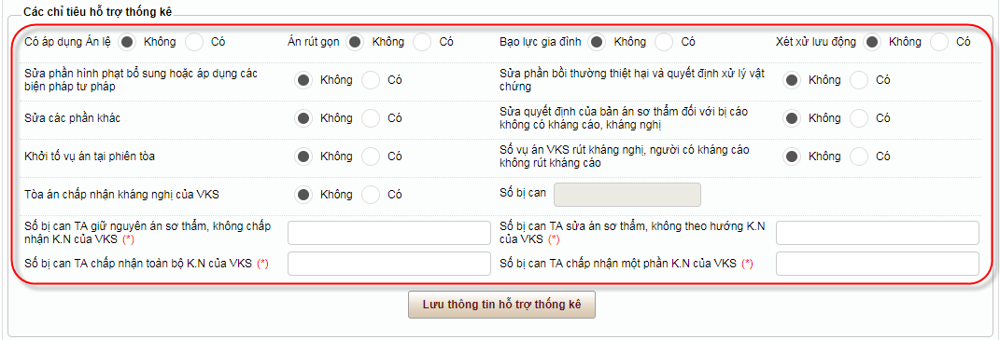 Các chỉ tiêu hỗ trợ thống kê
Có áp dụng Án lệ Không Có Án rút gọn Không Có Bạo lực gia đình Không Có Xét xử lưu động Không Có
Sửa phần hình phạt bổ sung hoặc áp dụng các
biện pháp tư pháp
Không Có
Sửa phần bồi thường thiệt hại và quyết định xử lý vật
chứng
Không Có
Sửa các phần khác
Không Có
Sửa quyết định của bản án sơ thẩm đối với bị cáo
không có kháng cáo, kháng nghị
Không Có
Khởi tố vụ án tại phiên tòa
Không Có
Số vụ án VKS rút kháng nghị, người có kháng cáo
không rút kháng cáo
Không Có
Tòa án chấp nhận kháng nghị của VKS
Không Có
Số bị can
Số bị can TA giữ nguyên án sơ thẩm, không chấp
nhận K.N của VKS (*)
Số bị can TA sửa án sơ thẩm, không theo hướng K.N
của VKS (*)
Số bị can TA chấp nhận toàn bộ K.N của VKS (*)
Số bị can TA chấp nhận một phần K.N của VKS (*)
Lưu thông tin hỗ trợ thống kê